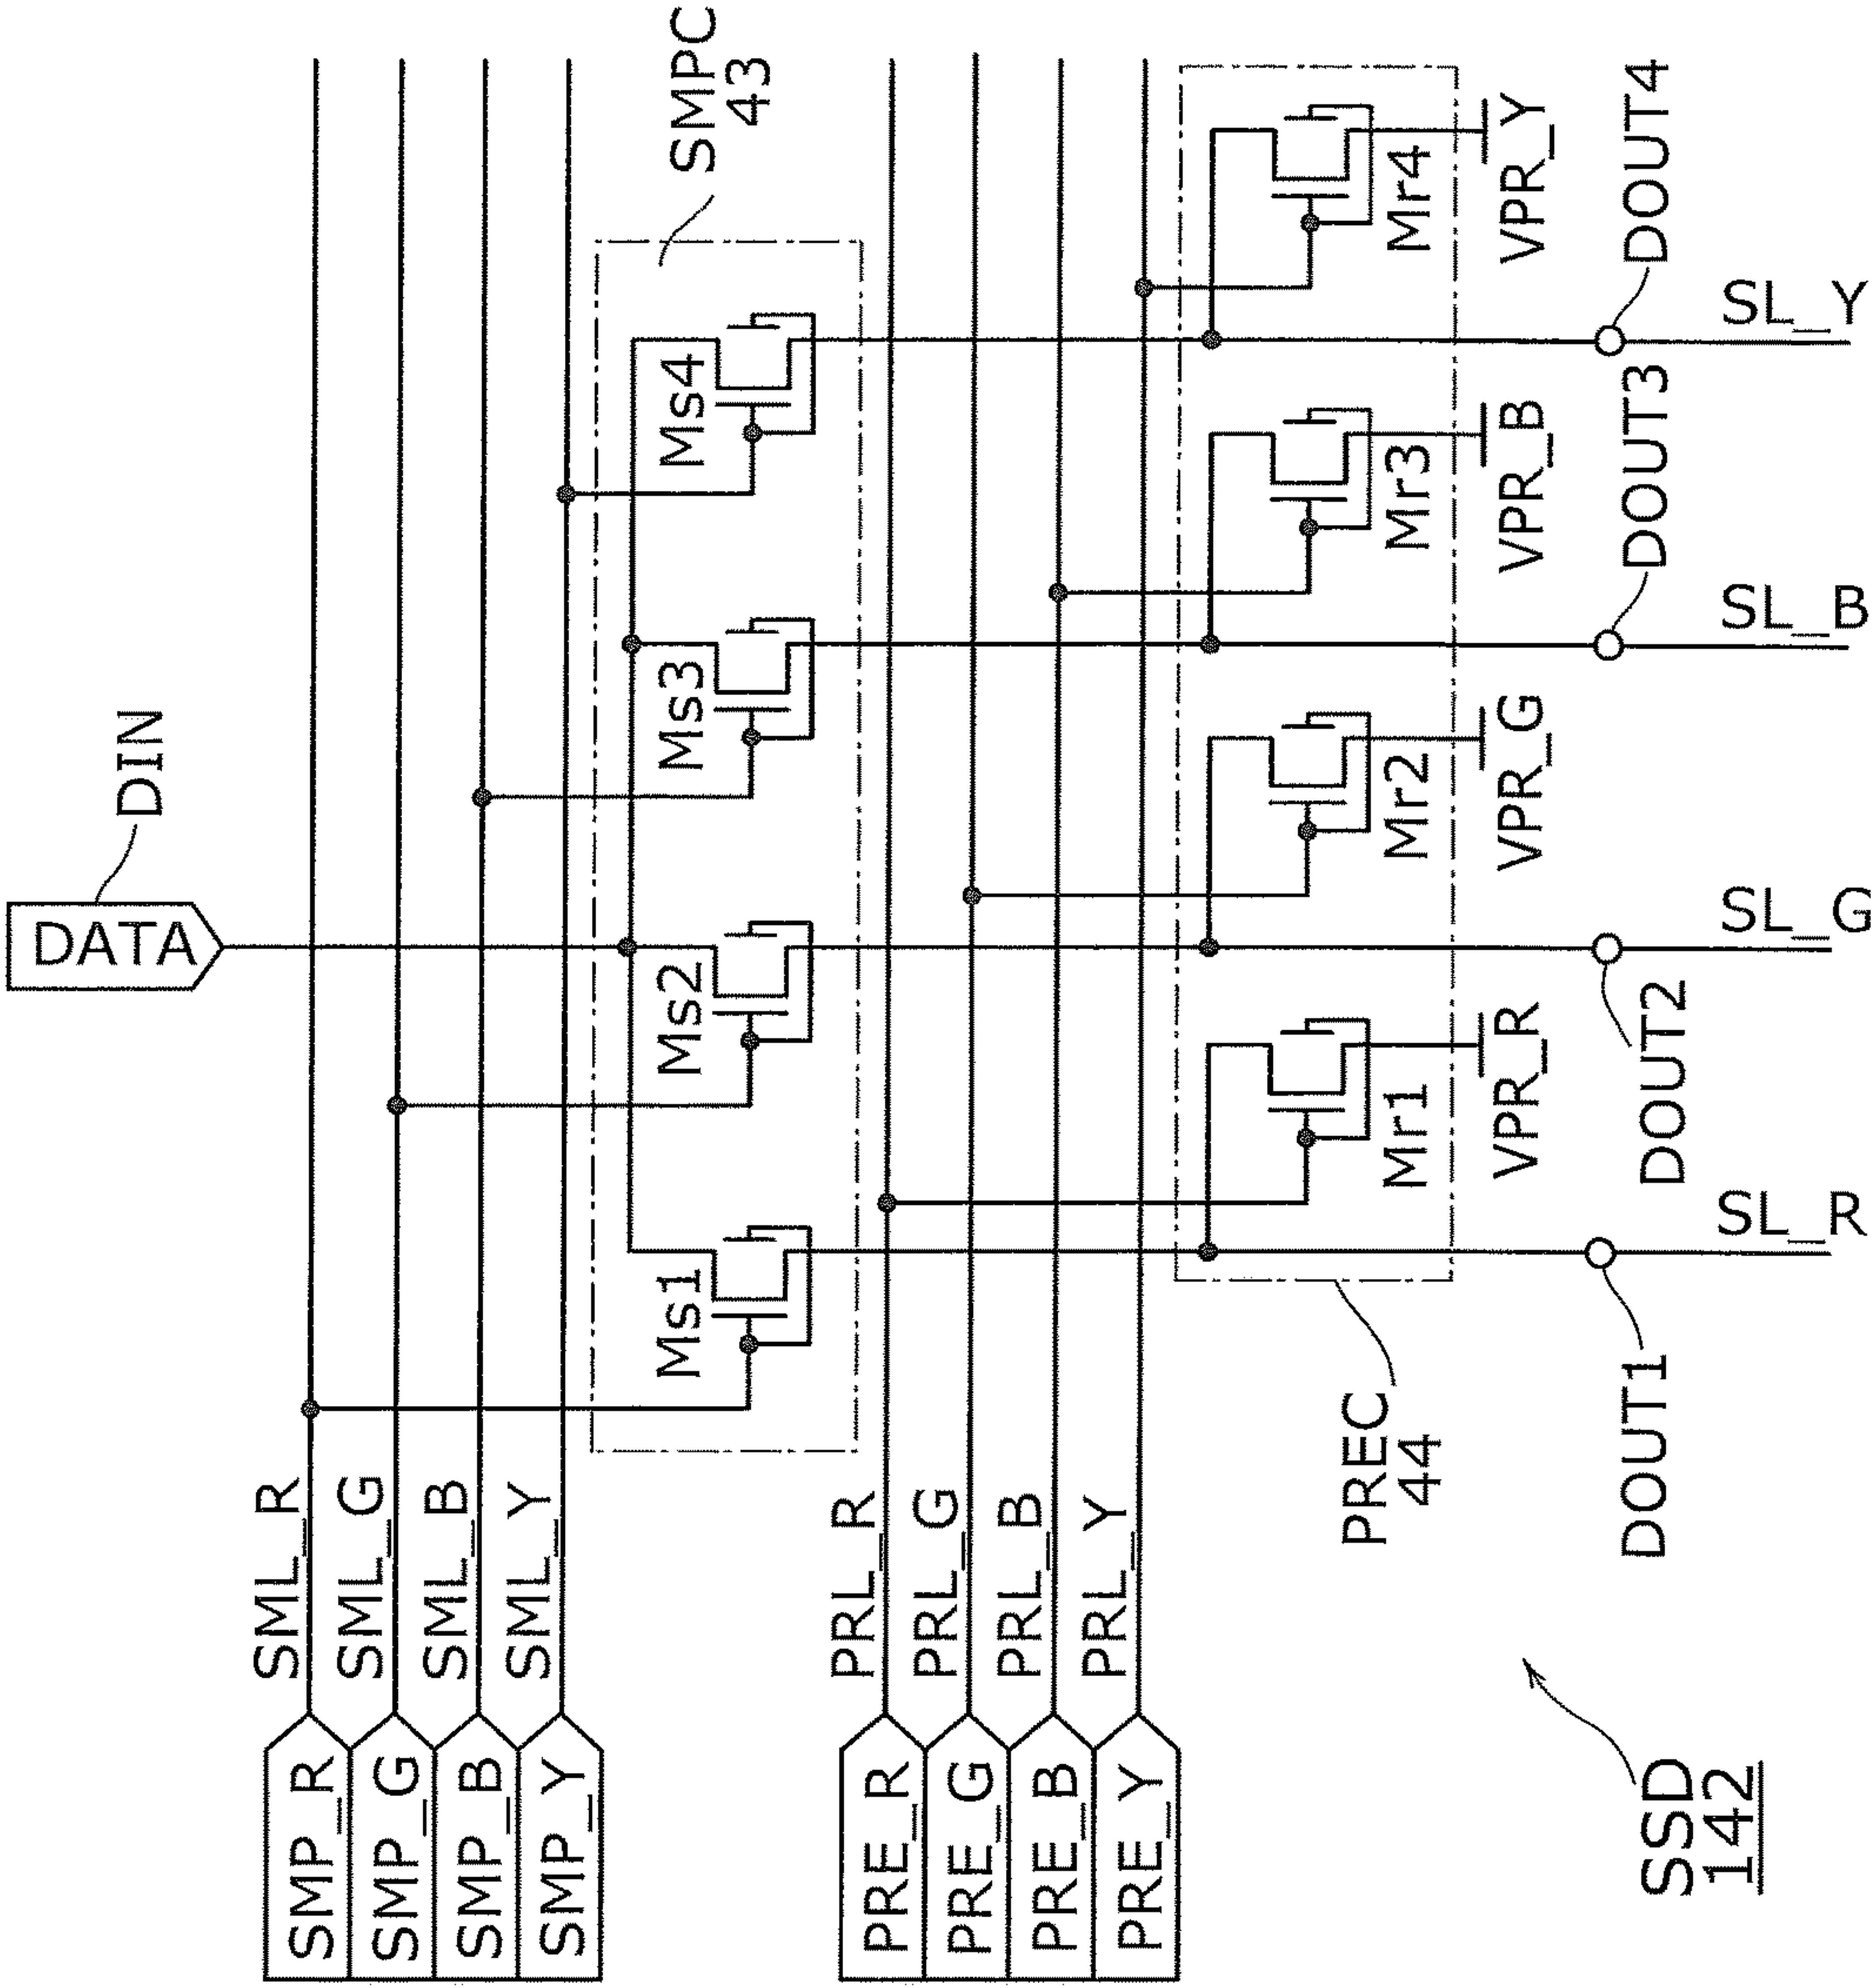 DATA
DIN
SMP_R
SMP_G
SMP_B
SMP_Y
SML_R
SML_G
SML_B
SML_Y
SMPC
43
Ms1
Ms2
Ms3
Ms4
PRE_R
PRE_G
PRE_B
PRE_Y
PRL_R
PRL_G
PRL_B
PRL_Y
PREC
44
Mr1
Mr2
Mr3
Mr4
VPR_R
VPR_G
VPR_B
VPR_Y
DOUT1
DOUT2
DOUT3
DOUT4
SL_R
SL_G
SL_B
SL_Y
SSD
142